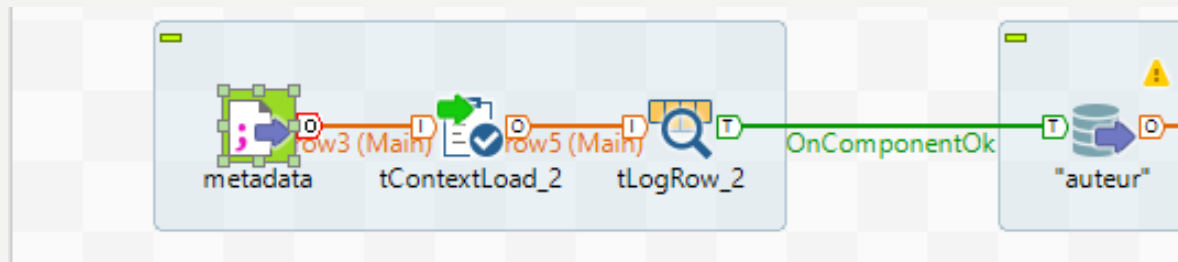 O row3 (Main) I O row5 (Main) I T OnComponentOk T O
metadata tContextLoad_2 tLogRow_2 "auteur"